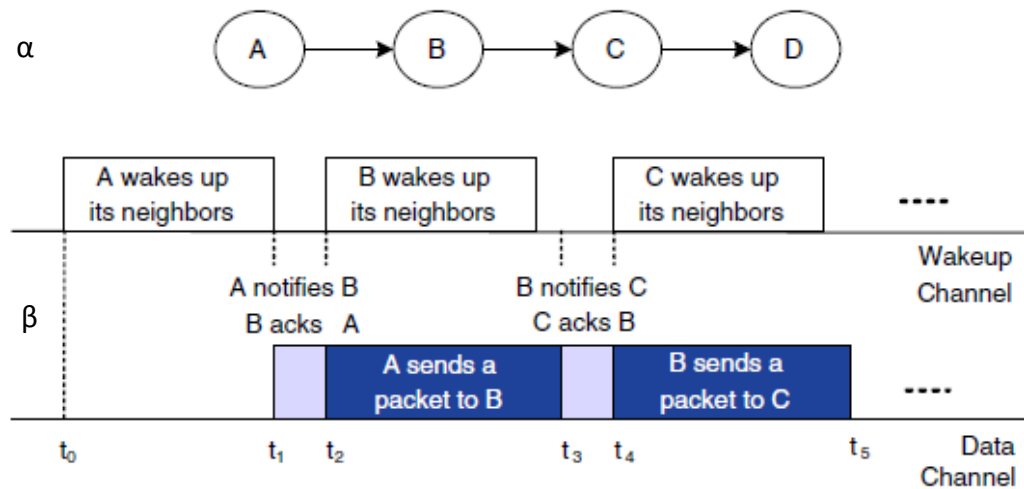 α
A B C D
A wakes up
its neighbors
B wakes up
its neighbors
C wakes up
its neighbors
Wakeup
Channel
A notifies B
B acks A
B notifies C
C acks B
β
A sends a
packet to B
B sends a
packet to C
t₀ t₁ t₂ t₃ t₄ t₅
Data
Channel